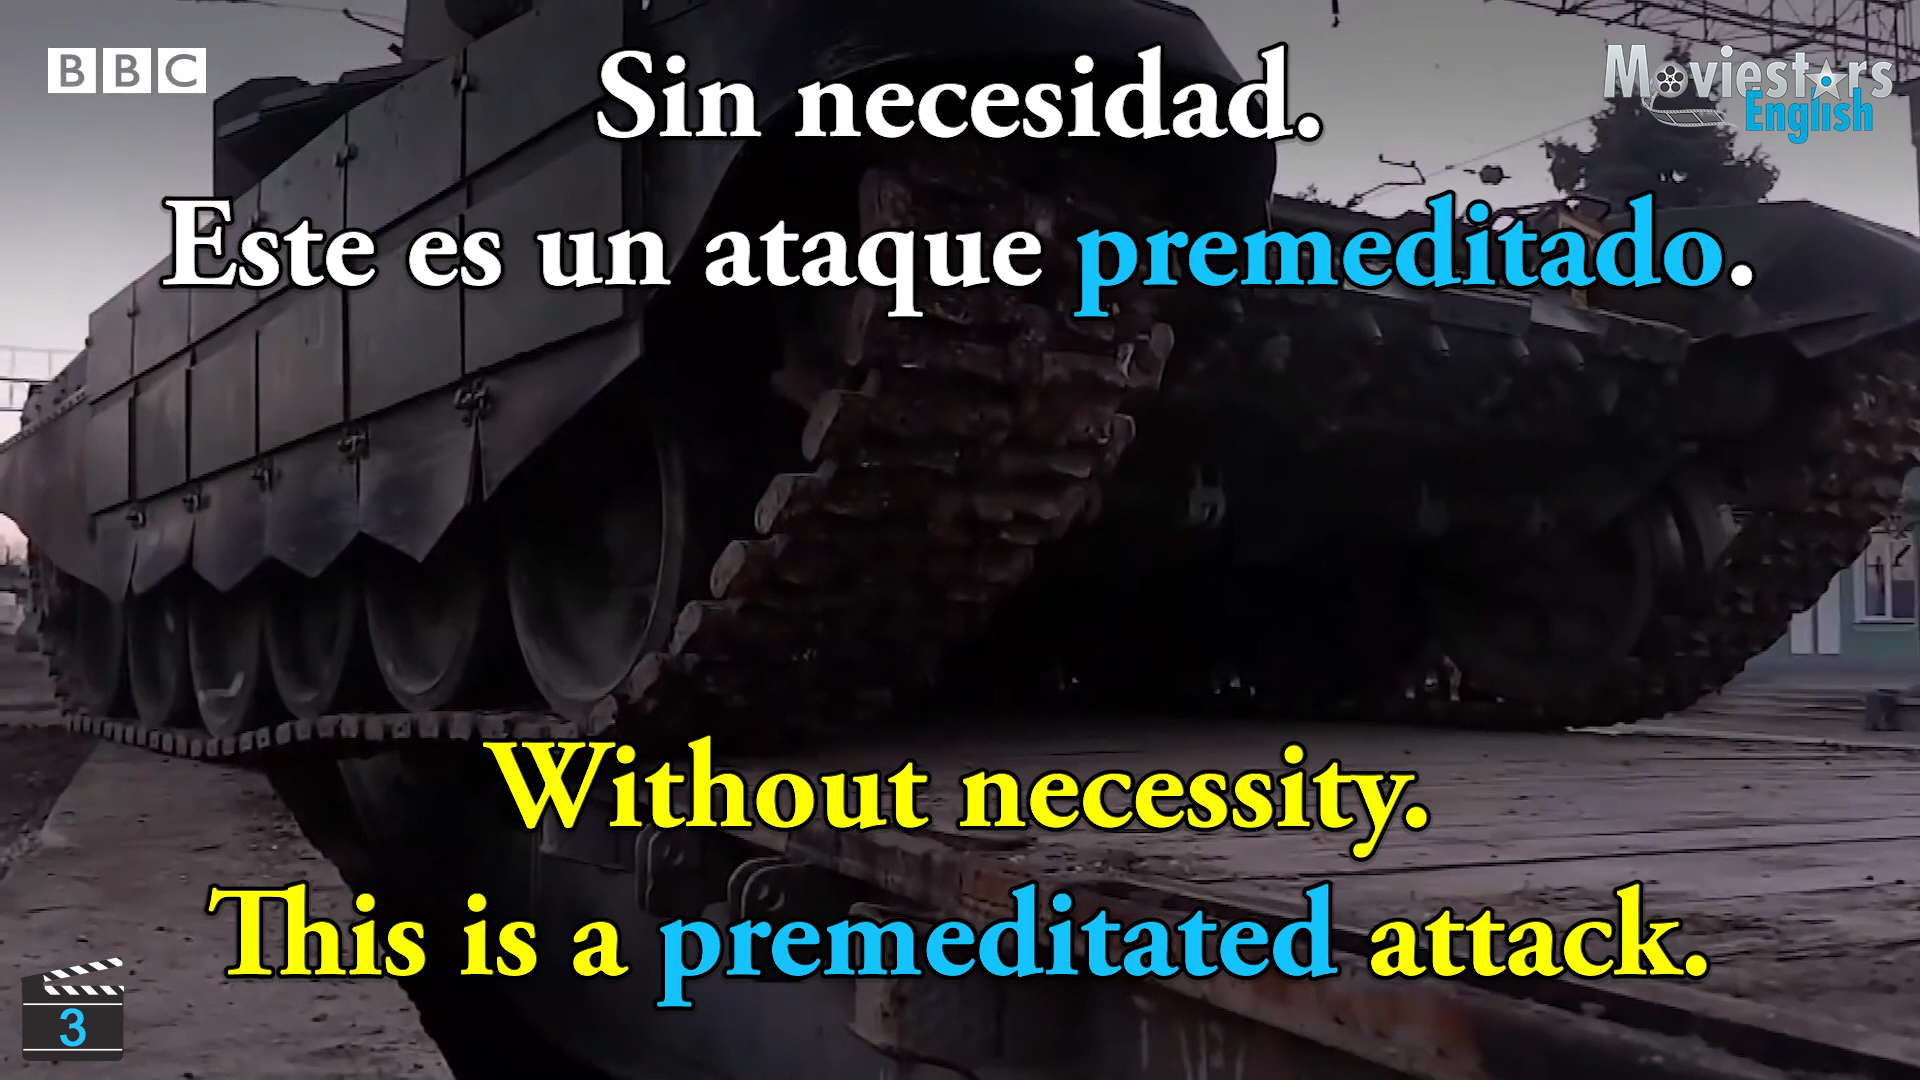 BBC
Moviestars
English
Sin necesidad.
Este es un ataque premeditado.
Without necessity.
This is a premeditated attack.
3